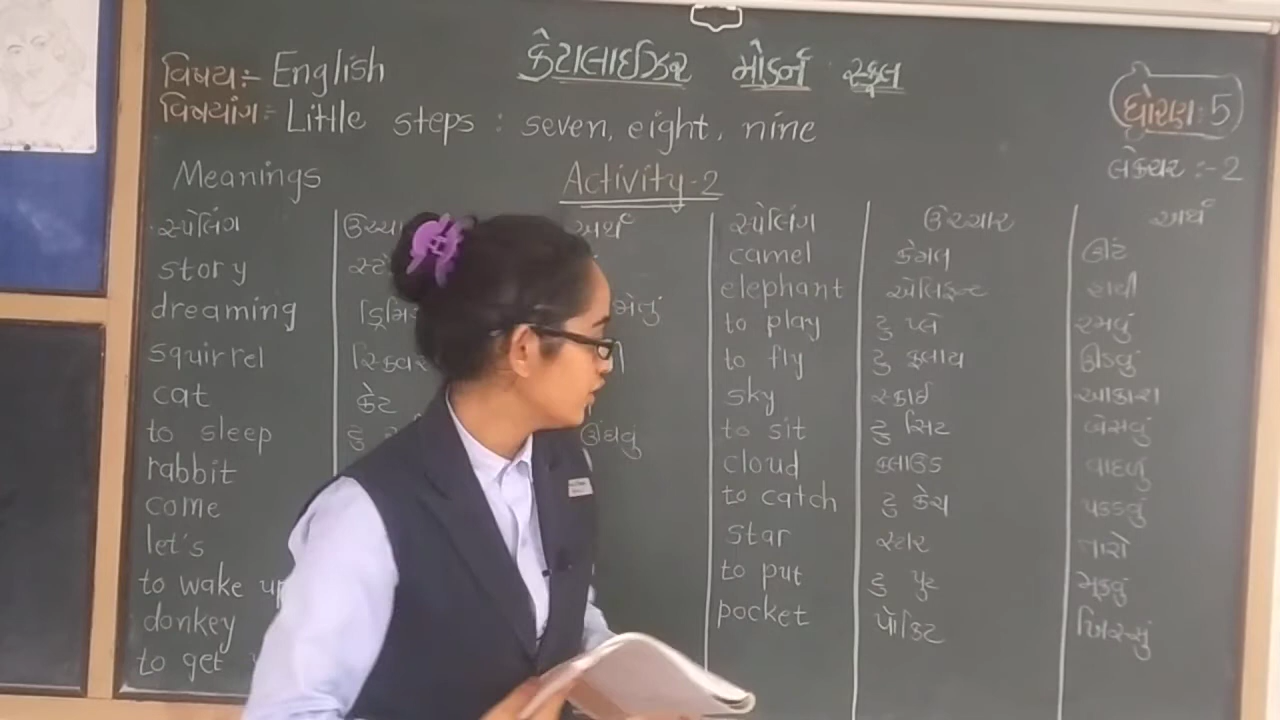 વિષય:- English કેટાલાઈઝર મોડર્ન સ્કૂલ
વિષયાંગ:- Little steps : seven, eight, nine ધોરણ:5
Meanings Activity-2 લેક્ચર :-2
સ્પેલિંગ અર્થ સ્પેલિંગ ઉચ્ચાર અર્થ
story camel કેમલ ઊંટ
dreaming elephant એલિફન્ટ હાથી
squirrel to play ટુ પ્લે રમવું
cat કેટ to fly ટુ ફ્લાય ઊડવું
to sleep ટુ ઊંઘવું sky સ્કાઈ આકાશ
rabbit to sit ટુ સિટ બેસવું
come cloud ક્લાઉડ વાદળું
let's to catch ટુ કેચ પકડવું
to wake up star સ્ટાર તારો
donkey to put ટુ પુટ મૂકવું
to get pocket પૉકિટ ખિસ્સું